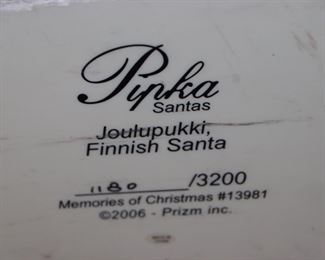 Pipka
Santas
Joulupukki,
Finnish Santa
1180/3200
Memories of Christmas #13981
©2006 - Prizm inc.